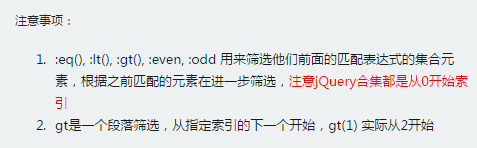 注意事项：
1. :eq(), :lt(), :gt(), :even, :odd 用来筛选他们前面的匹配表达式的集合元
素，根据之前匹配的元素在进一步筛选，注意jQuery合集都是从0开始索
引
2. gt是一个段落筛选，从指定索引的下一个开始，gt(1) 实际从2开始